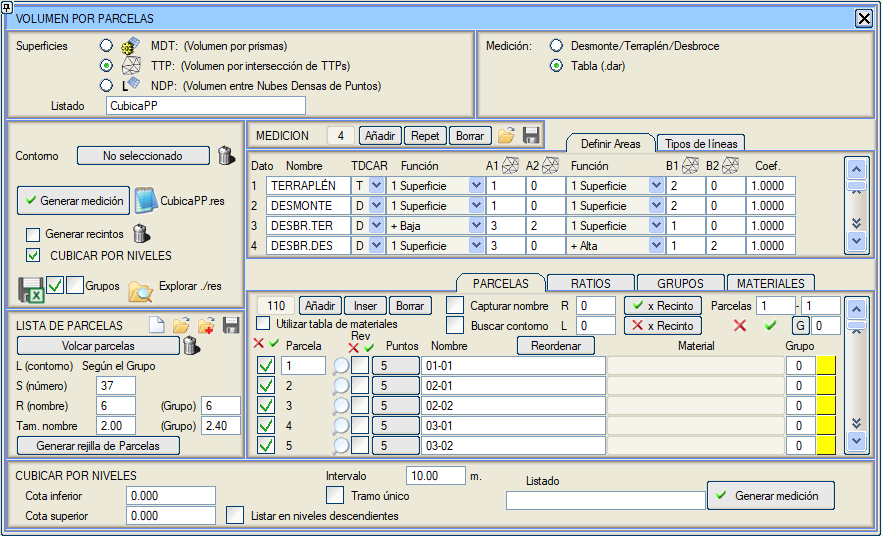 VOLUMEN POR PARCELAS
Superficies
MDT: (Volumen por prismas)
TTP: (Volumen por intersección de TTPs)
NDP: (Volumen entre Nubes Densas de Puntos)
Listado CubicaPP
Medición:
Desmonte/Terraplén/Desbroce
Tabla (.dar)
Contorno No seleccionado
Generar medición CubicaPP.res
Generar recintos
CUBICAR POR NIVELES
Grupos Explorar ./res
MEDICION 4 Añadir Repet Borrar
Definir Areas Tipos de líneas
Dato Nombre TDCAR Función A1 A2 Función B1 B2 Coef.
1 TERRAPLÉN T 1 Superficie 1 0 1 Superficie 2 0 1.0000
2 DESMONTE D 1 Superficie 1 0 1 Superficie 2 0 1.0000
3 DESBR.TER D + Baja 3 2 1 Superficie 1 0 1.0000
4 DESBR.DES D 1 Superficie 3 0 + Alta 1 2 1.0000
LISTA DE PARCELAS
Volcar parcelas
L (contorno) Según el Grupo
S (número) 37
R (nombre) 6 (Grupo) 6
Tam. nombre 2.00 (Grupo) 2.40
Generar rejilla de Parcelas
PARCELAS RATIOS GRUPOS MATERIALES
110 Añadir Inser Borrar Capturar nombre R 0 x Recinto Parcelas 1 - 1
Utilizar tabla de materiales Buscar contorno L 0 x Recinto G 0
Parcela Rev Puntos Nombre Reordenar Material Grupo
1 5 01-01 0
2 5 02-01 0
3 5 02-02 0
4 5 03-01 0
5 5 03-02 0
CUBICAR POR NIVELES
Cota inferior 0.000
Cota superior 0.000
Intervalo 10.00 m.
Tramo único
Listar en niveles descendientes
Listado
Generar medición